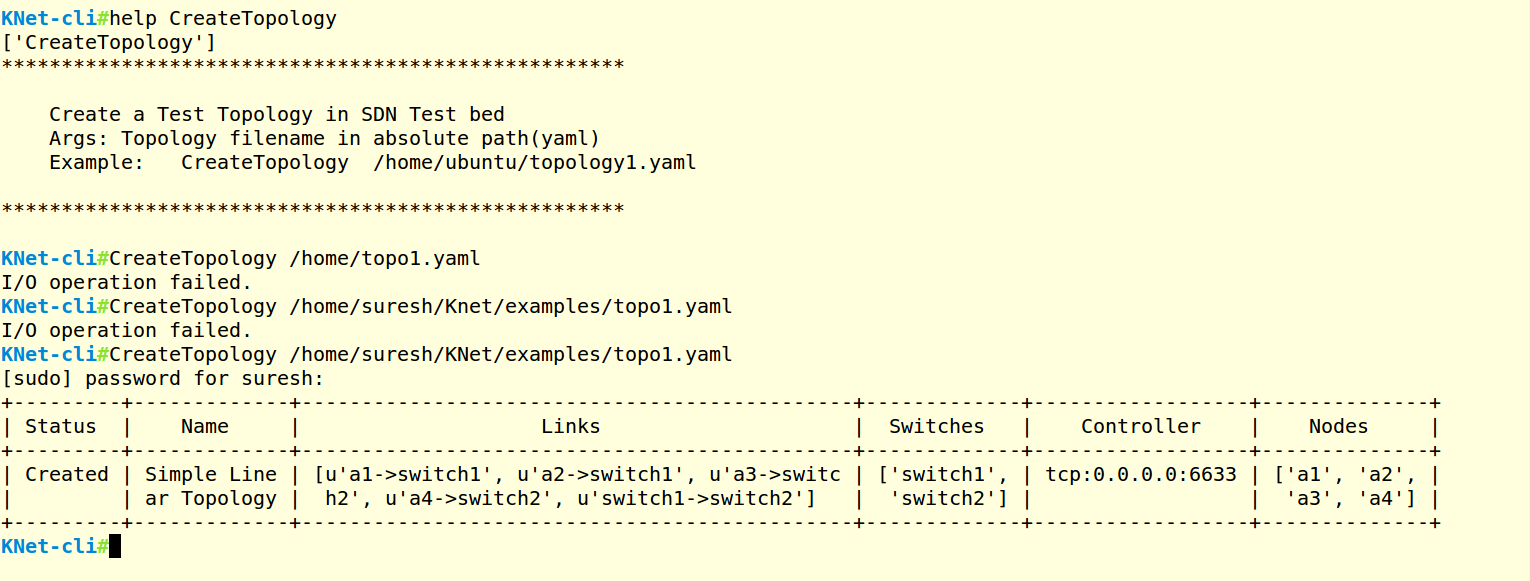 KNet-cli#help CreateTopology
['CreateTopology']
****************************************************

    Create a Test Topology in SDN Test bed
    Args: Topology filename in absolute path(yaml)
    Example:   CreateTopology  /home/ubuntu/topology1.yaml

****************************************************

KNet-cli#CreateTopology /home/topo1.yaml
I/O operation failed.
KNet-cli#CreateTopology /home/suresh/Knet/examples/topo1.yaml
I/O operation failed.
KNet-cli#CreateTopology /home/suresh/KNet/examples/topo1.yaml
[sudo] password for suresh:
+---------+-------------+----------------------------------------------+-------------+------------------+--------------+
| Status  |    Name     |                    Links                     |  Switches   |    Controller    |    Nodes     |
+---------+-------------+----------------------------------------------+-------------+------------------+--------------+
| Created | Simple Line | [u'a1->switch1', u'a2->switch1', u'a3->switc | ['switch1', | tcp:0.0.0.0:6633 | ['a1', 'a2', |
|         | ar Topology |  h2', u'a4->switch2', u'switch1->switch2']   |  'switch2'] |                  |  'a3', 'a4'] |
+---------+-------------+----------------------------------------------+-------------+------------------+--------------+
KNet-cli#